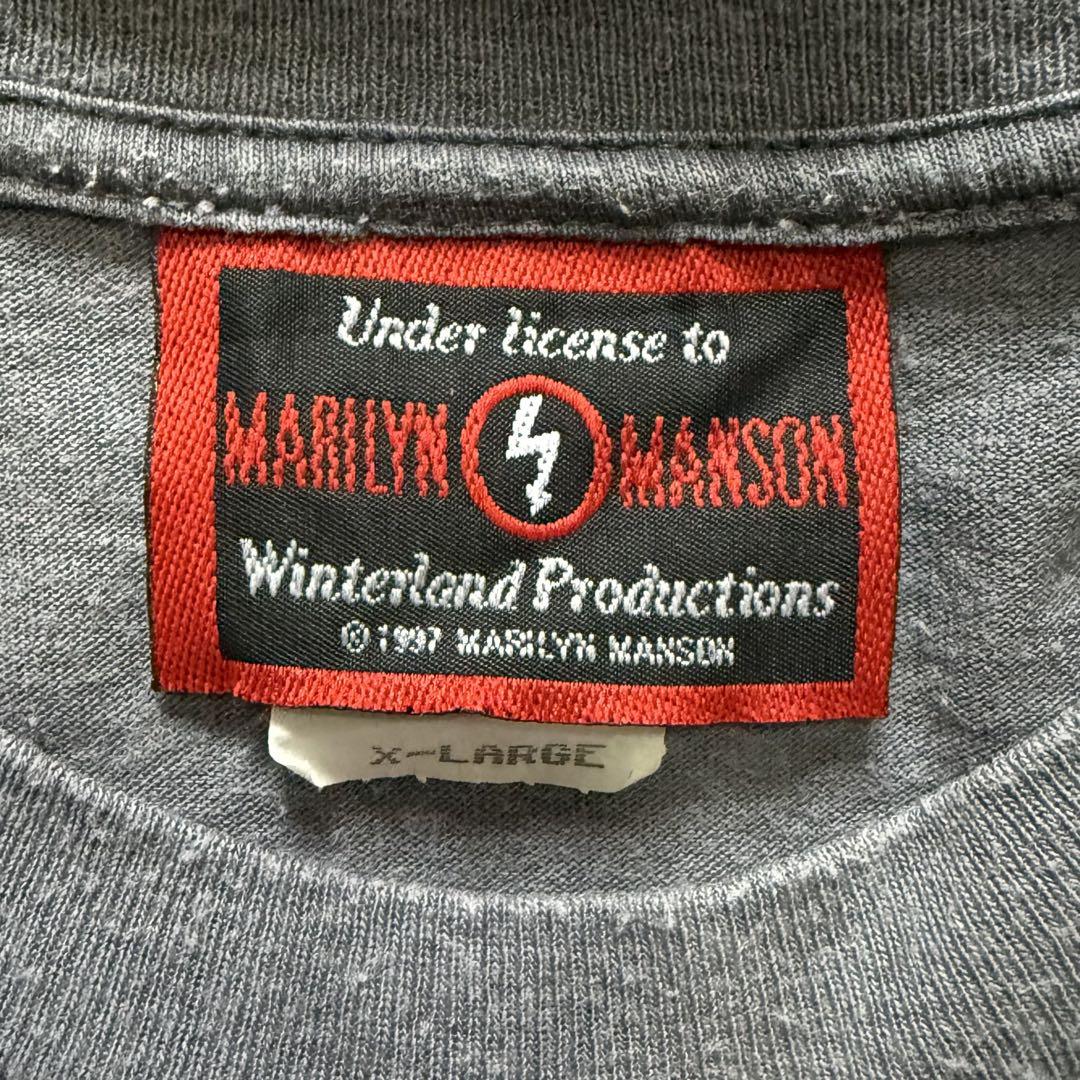 Under license to
MARILYN MANSON
Winterland Productions
© 1997 MARILYN MANSON
X-LARGE